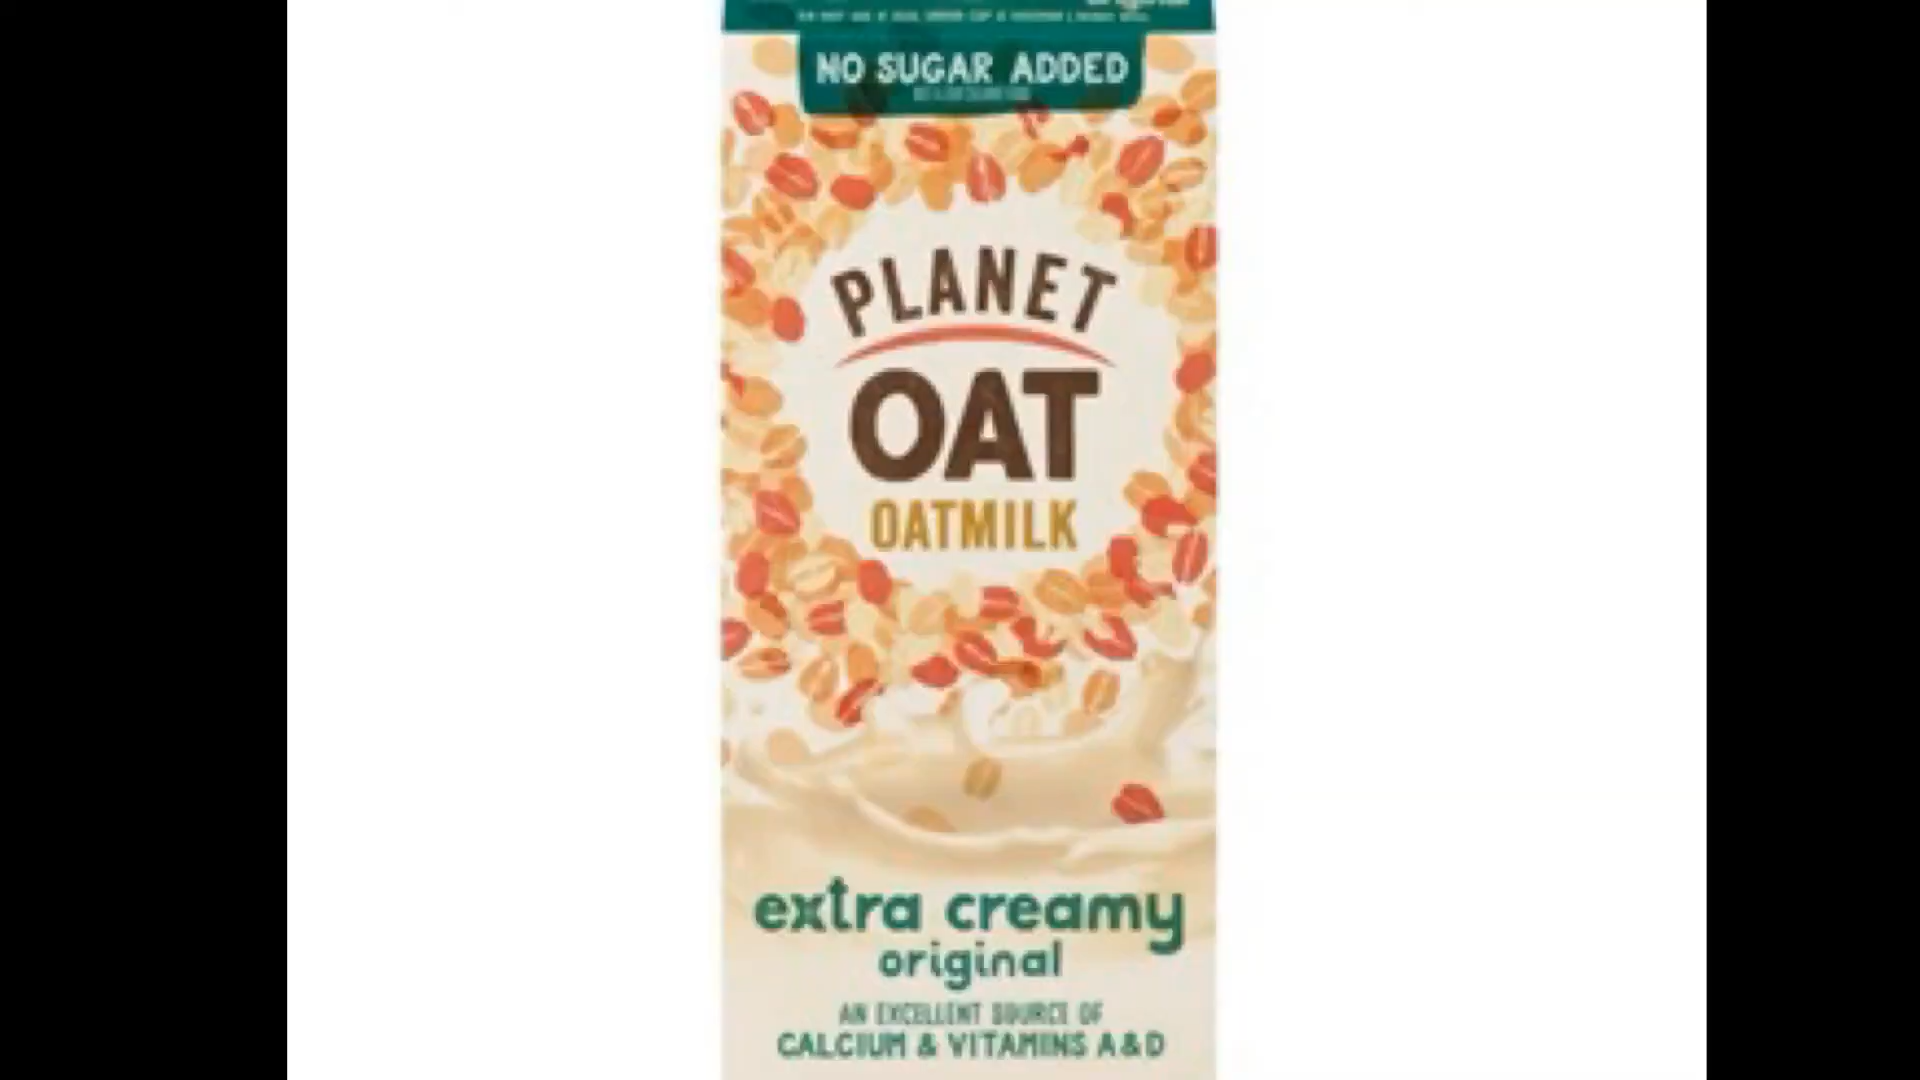 NO SUGAR ADDED
PLANET
OAT
OATMILK
extra creamy
original
AN EXCELLENT SOURCE OF
CALCIUM & VITAMINS A & D